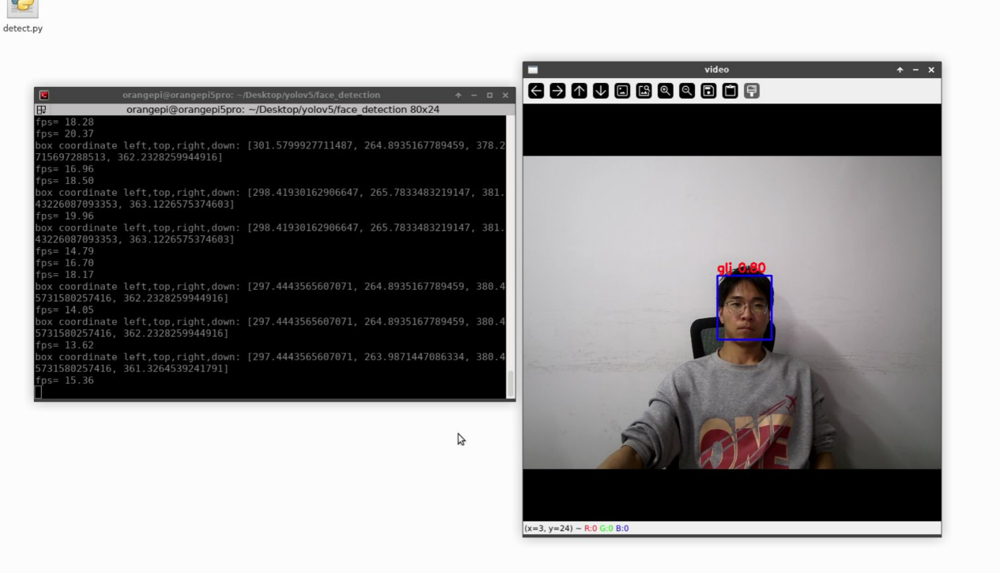 detect.py
orangepi@orangepi5pro: ~/Desktop/yolov5/face_detection
orangepi@orangepi5pro: ~/Desktop/yolov5/face_detection 80x24
fps= 18.28
fps= 20.37
box coordinate left,top,right,down: [301.5799927711487, 264.8935167789459, 378.2
715697288513, 362.2328259944916]
fps= 16.96
fps= 18.50
box coordinate left,top,right,down: [298.41930162906647, 265.7833483219147, 381.
43226087093353, 363.1226575374603]
fps= 19.96
box coordinate left,top,right,down: [298.41930162906647, 265.7833483219147, 381.
43226087093353, 363.1226575374603]
fps= 14.79
fps= 16.70
fps= 18.17
box coordinate left,top,right,down: [297.4443565607071, 264.8935167789459, 380.4
5731580257416, 362.2328259944916]
fps= 14.05
box coordinate left,top,right,down: [297.4443565607071, 264.8935167789459, 380.4
5731580257416, 362.2328259944916]
fps= 13.62
box coordinate left,top,right,down: [297.4443565607071, 263.9871447086334, 380.4
5731580257416, 361.3264539241791]
fps= 15.36
video
glj 0.80
ONE
(x=3, y=24) ~ R:0 G:0 B:0